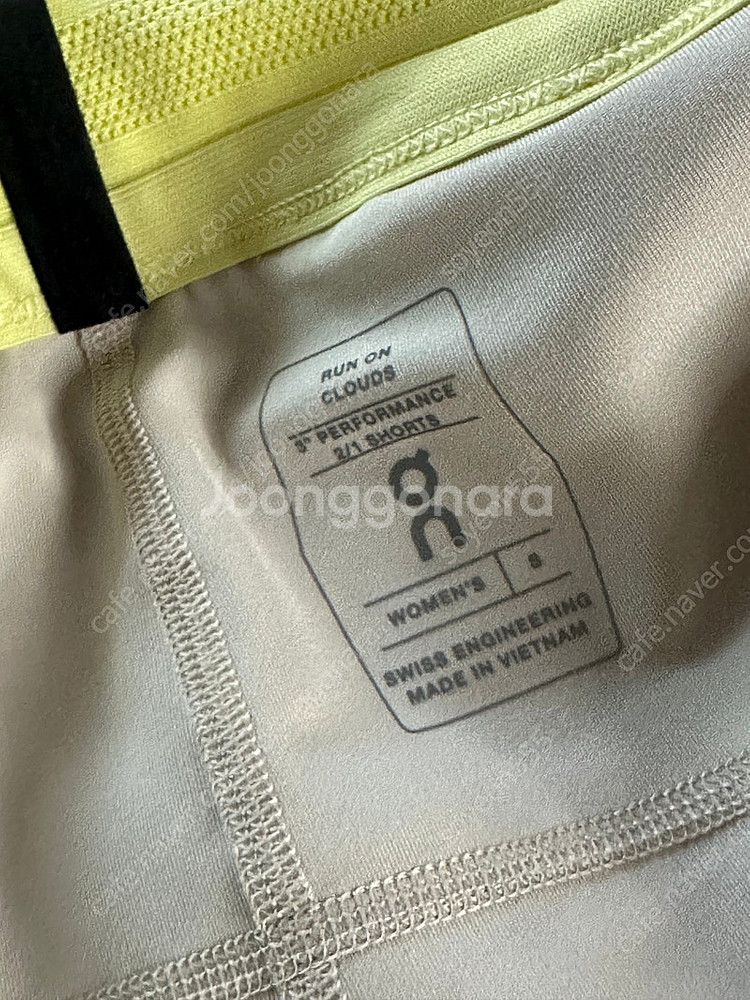 RUN ON
CLOUDS
3" PERFORMANCE
2/1 SHORTS
Joonggonara
WOMEN'S S
SWISS ENGINEERING
MADE IN VIETNAM
cafe.naver.com/joonggonara
cafe.naver.com